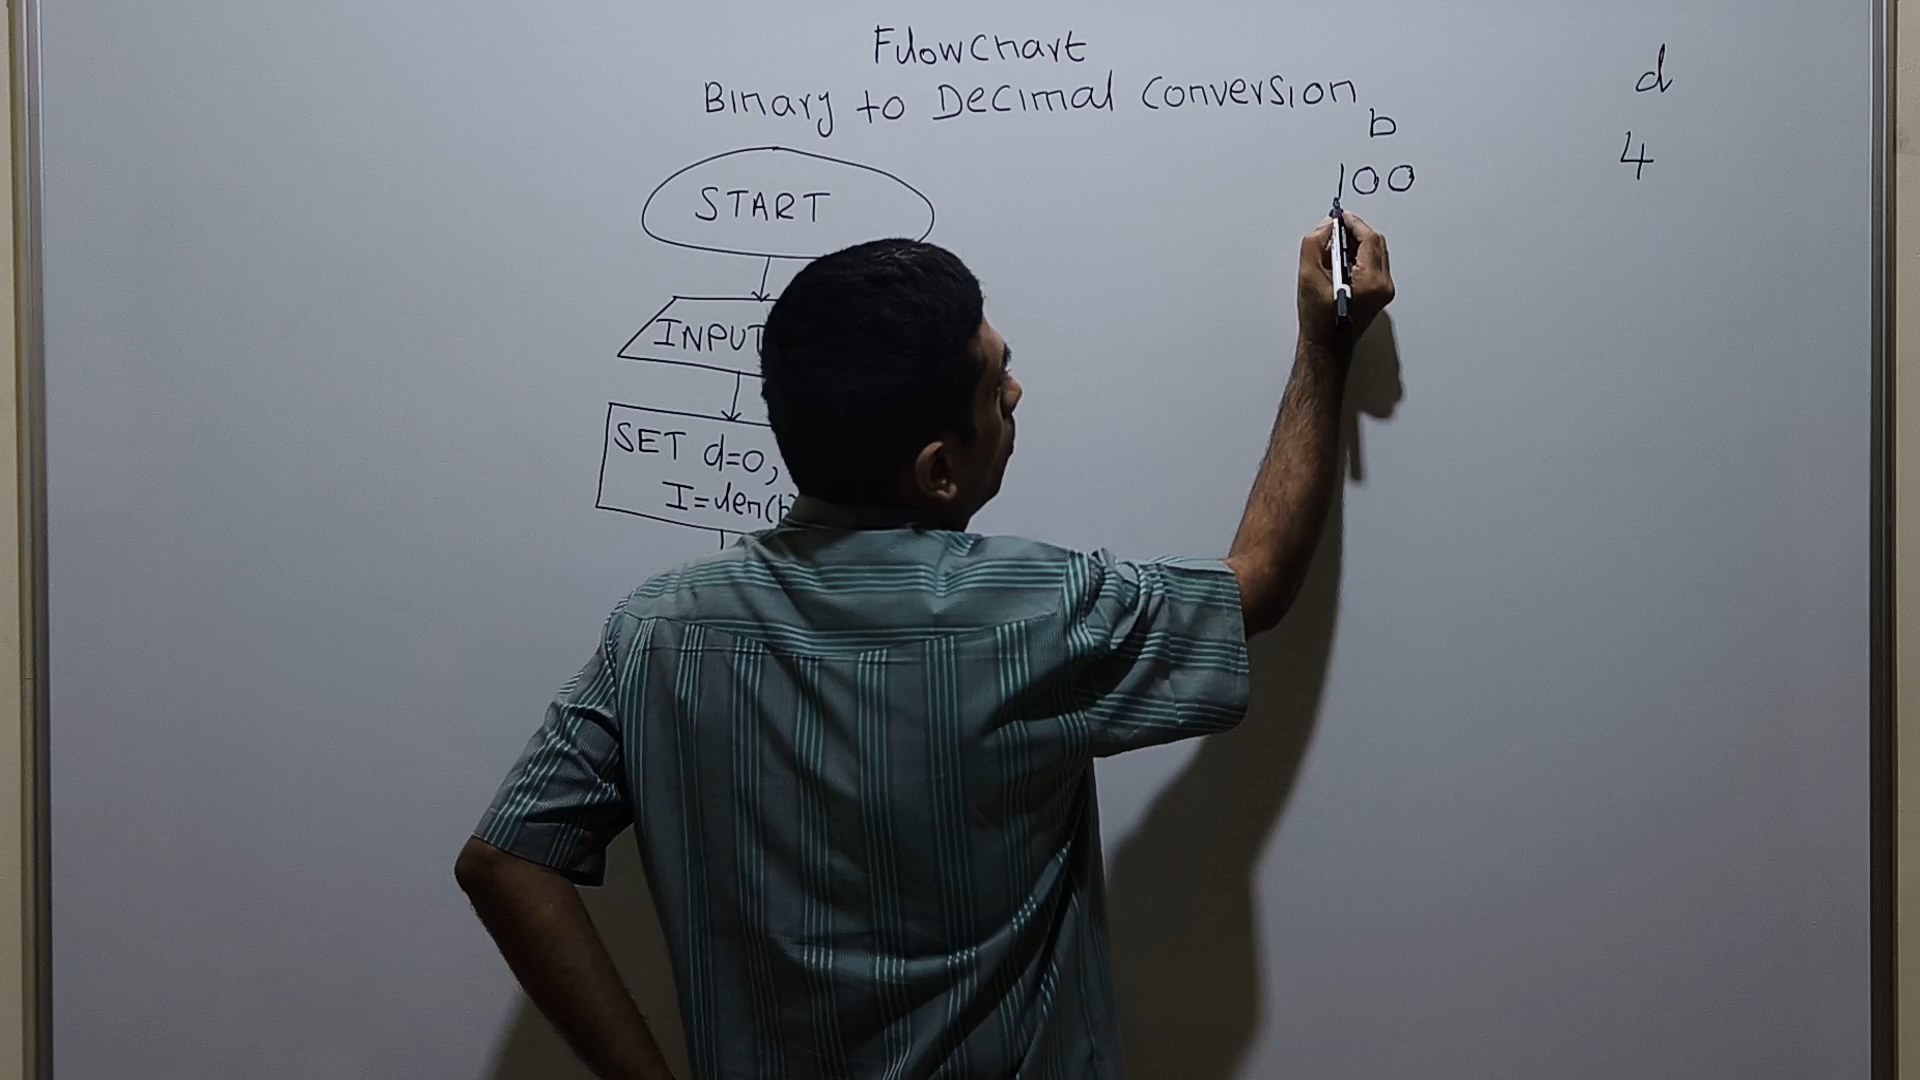 Flowchart
Binary to Decimal Conversion
b
d
100
4
START
INPUT
SET d=0,
I=len(b